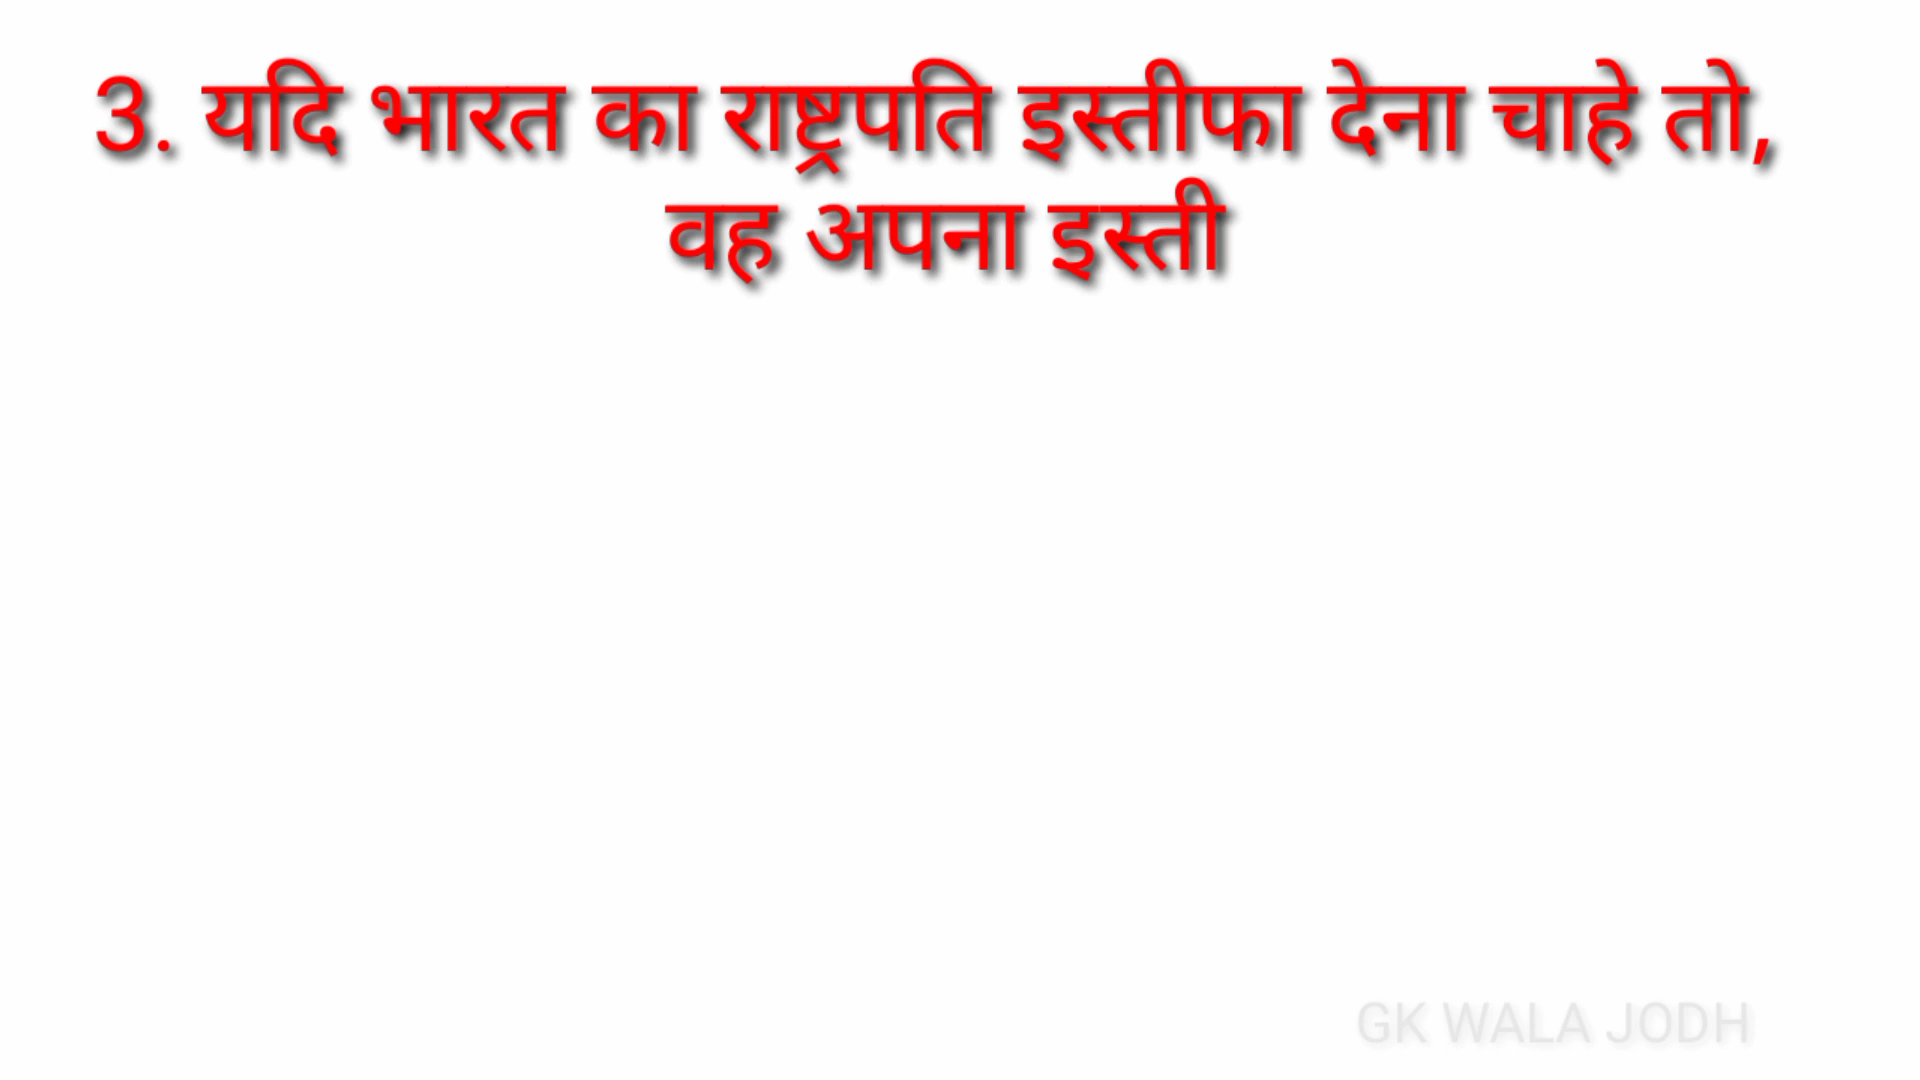 3. यदि भारत का राष्ट्रपति इस्तीफा देना चाहे तो,
वह अपना इस्ती
GK WALA JODH